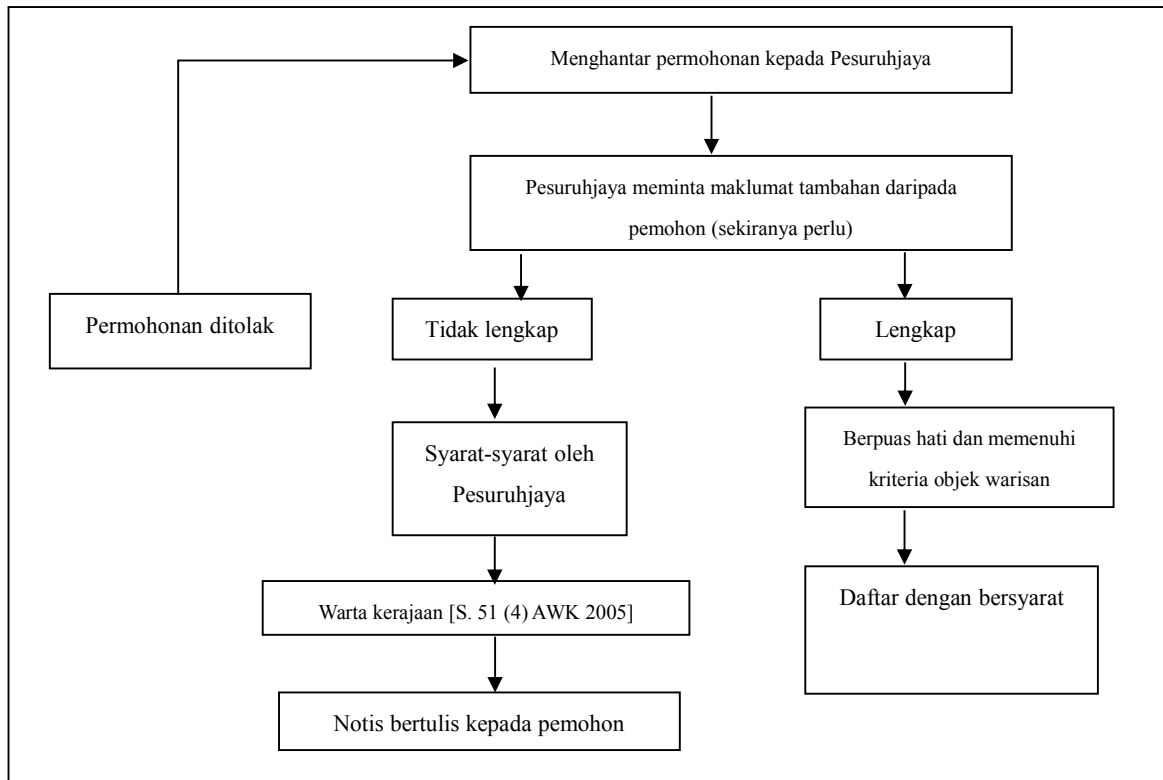 Menghantar permohonan kepada Pesuruhjaya
Pesuruhjaya meminta maklumat tambahan daripada
pemohon (sekiranya perlu)
Permohonan ditolak
Tidak lengkap
Lengkap
Syarat-syarat oleh
Pesuruhjaya
Berpuas hati dan memenuhi
kriteria objek warisan
Warta kerajaan [S. 51 (4) AWK 2005]
Daftar dengan bersyarat
Notis bertulis kepada pemohon